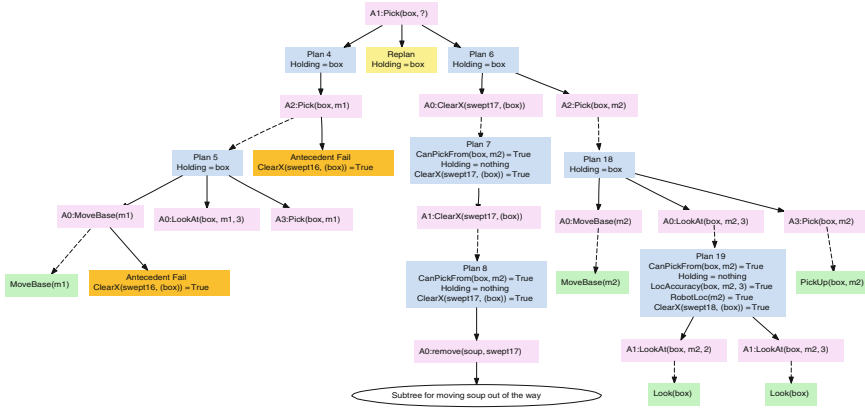 A1:Pick(box, ?)
Plan 4
Holding = box
Replan
Holding = box
Plan 6
Holding = box
A2:Pick(box, m1)
A0:ClearX(swept17, (box))
A2:Pick(box, m2)
Plan 5
Holding = box
Antecedent Fail
ClearX(swept16, (box)) = True
Plan 7
CanPickFrom(box, m2) = True
Holding = nothing
ClearX(swept17, (box)) = True
Plan 18
Holding = box
A0:MoveBase(m1)
A0:LookAt(box, m1, 3)
A3:Pick(box, m1)
A1:ClearX(swept17, (box))
A0:MoveBase(m2)
A0:LookAt(box, m2, 3)
A3:Pick(box, m2)
MoveBase(m1)
Antecedent Fail
ClearX(swept16, (box)) = True
Plan 8
CanPickFrom(box, m2) = True
Holding = nothing
ClearX(swept17, (box)) = True
MoveBase(m2)
Plan 19
CanPickFrom(box, m2) = True
Holding = nothing
LocAccuracy(box, m2, 3) = True
RobotLoc(m2) = True
ClearX(swept18, (box)) = True
PickUp(box, m2)
A0:remove(soup, swept17)
A1:LookAt(box, m2, 2)
A1:LookAt(box, m2, 3)
Subtree for moving soup out of the way
Look(box)
Look(box)